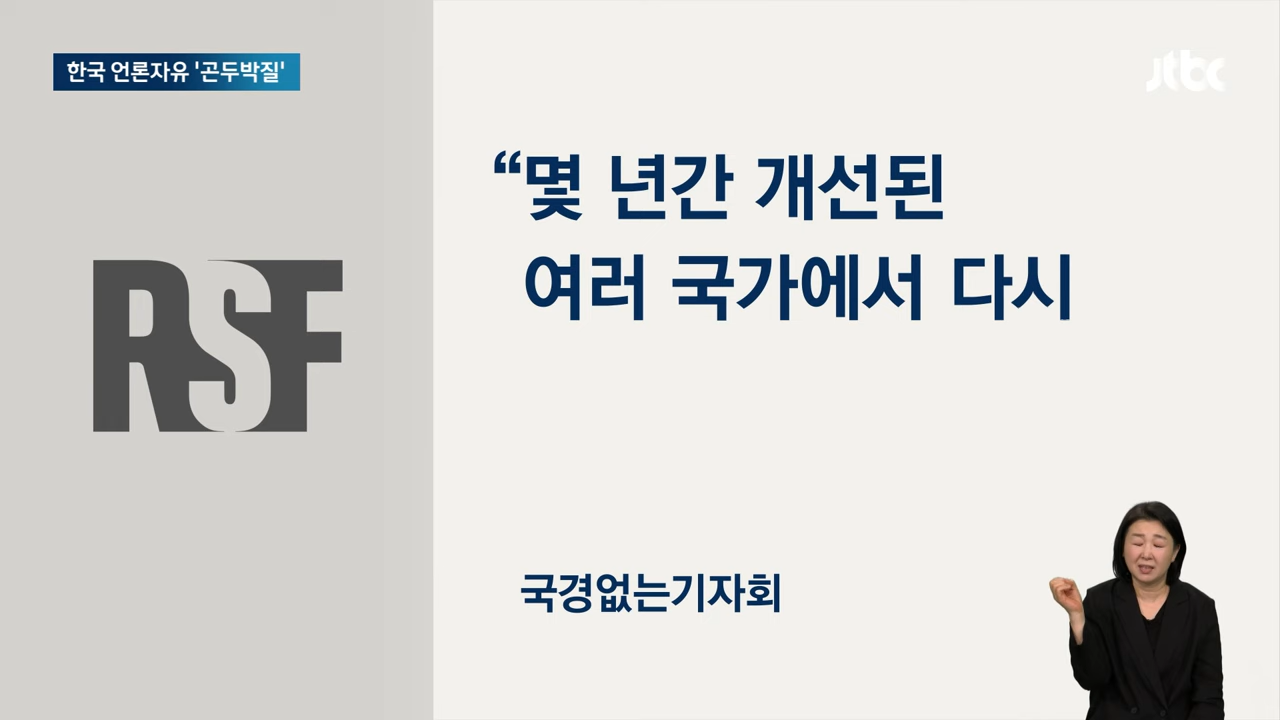 한국 언론자유 '곤두박질'
jtbc
“몇 년간 개선된
여러 국가에서 다시
RSF
국경없는기자회